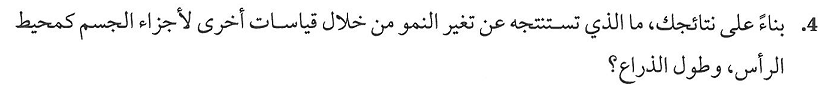 4. بناءً على نتائجك، ما الذي تستنتجه عن تغير النمو من خلال قياسات أخرى لأجزاء الجسم كمحيط
الرأس، وطول الذراع؟